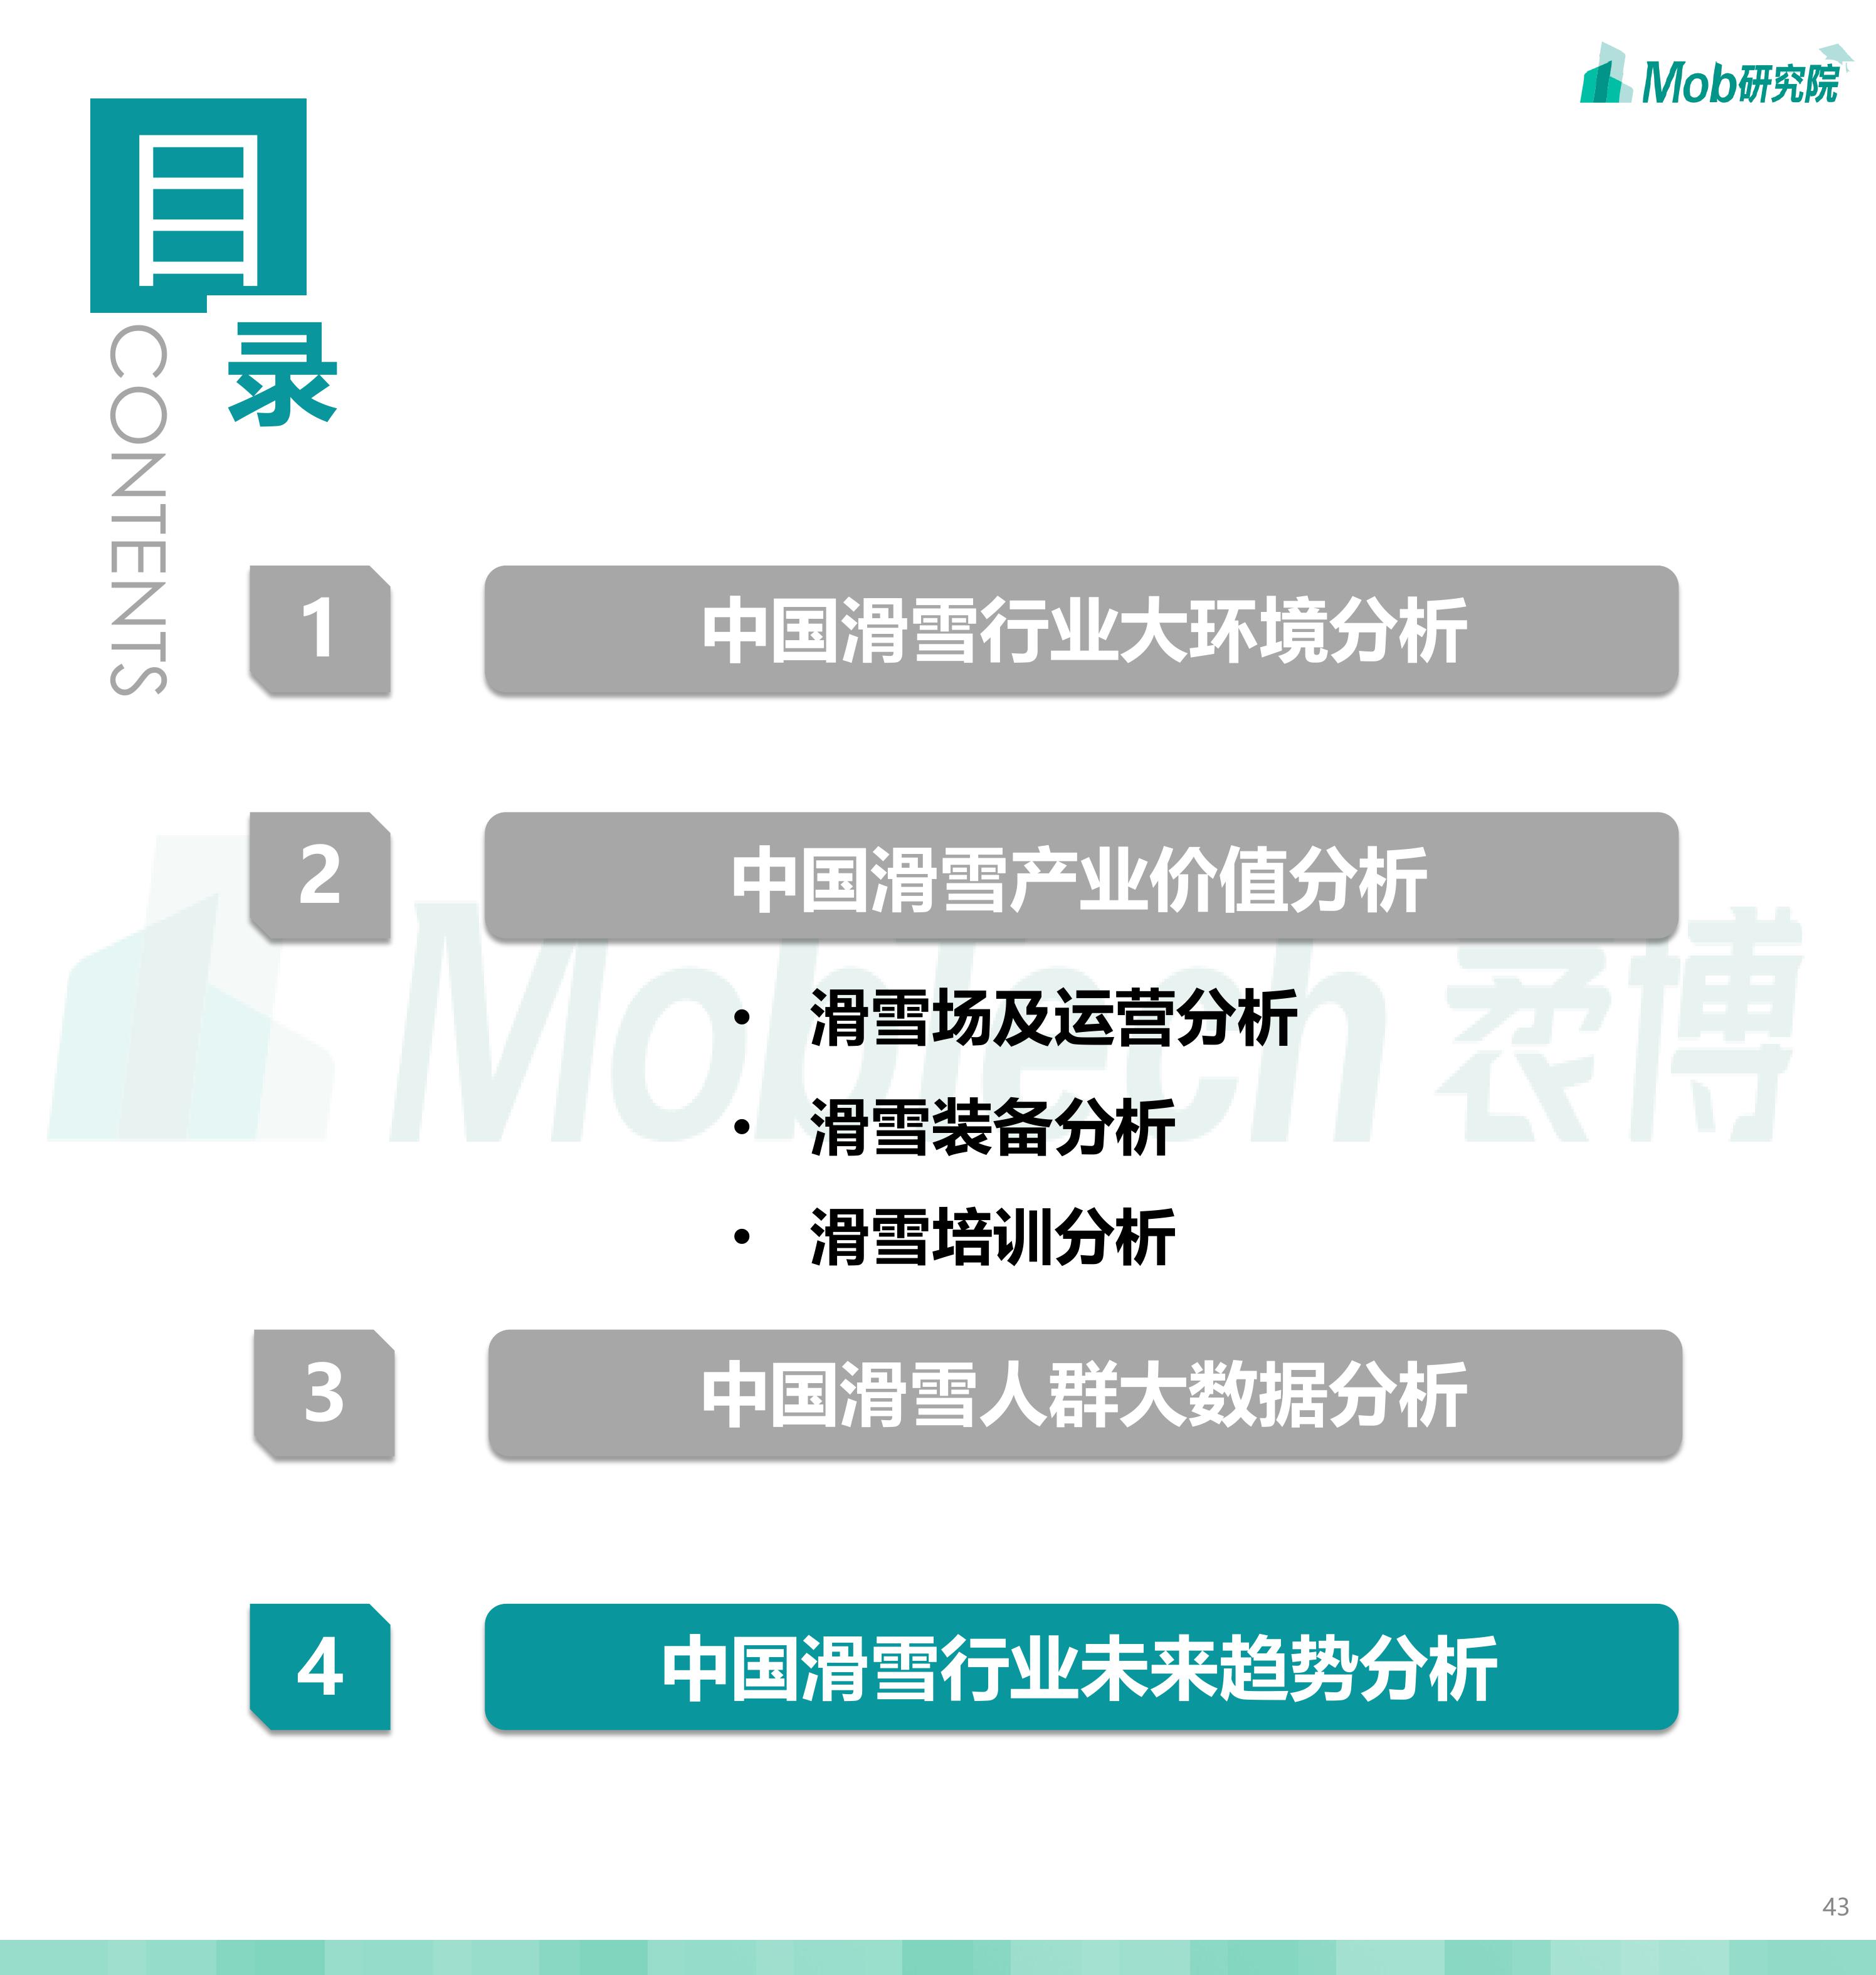 Mob研究院
目
录
CONTENTS
1
中国滑雪行业大环境分析
2
中国滑雪产业价值分析
MobTech 袤博
• 滑雪场及运营分析
• 滑雪装备分析
• 滑雪培训分析
3
中国滑雪人群大数据分析
4
中国滑雪行业未来趋势分析
43